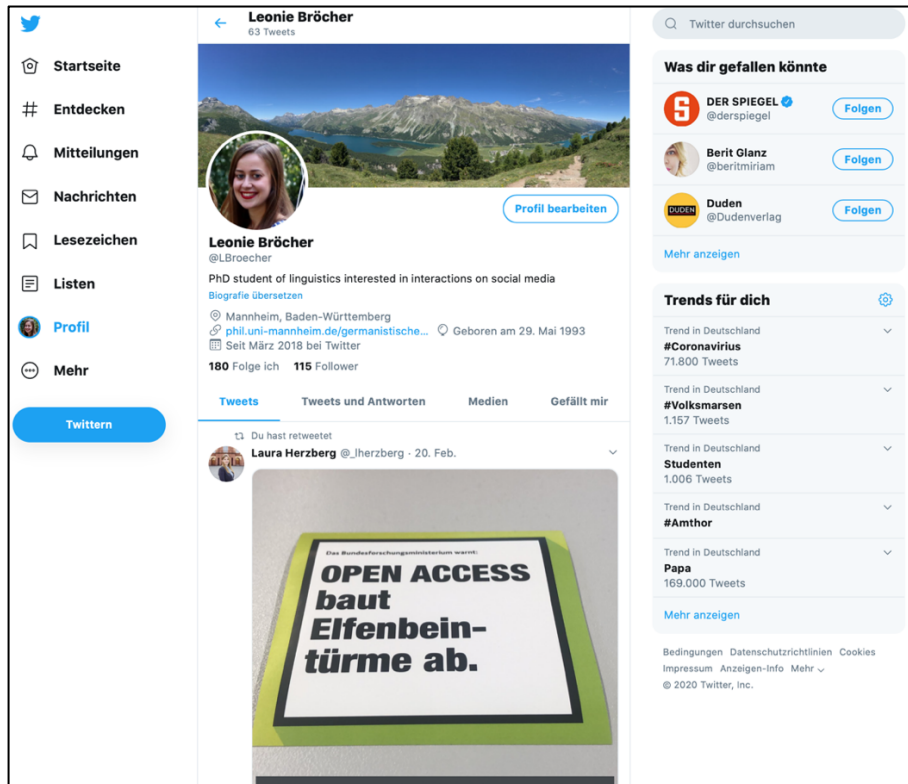 Startseite
Entdecken
Mitteilungen
Nachrichten
Lesezeichen
Listen
Profil
Mehr
Twittern
Leonie Bröcher
63 Tweets
Profil bearbeiten
Leonie Bröcher
@LBroecher
PhD student of linguistics interested in interactions on social media
Biografie übersetzen
Mannheim, Baden-Württemberg
phil.uni-mannheim.de/germanistische... Geboren am 29. Mai 1993
Seit März 2018 bei Twitter
180 Folge ich 115 Follower
Tweets Tweets und Antworten Medien Gefällt mir
Du hast retweetet
Laura Herzberg @_lherzberg · 20. Feb.
Das Bundesforschungsministerium warnt:
OPEN ACCESS
baut
Elfenbein-
türme ab.
Twitter durchsuchen
Was dir gefallen könnte
DER SPIEGEL
@derspiegel
Folgen
Berit Glanz
@beritmiriam
Folgen
DUDEN
Duden
@Dudenverlag
Folgen
Mehr anzeigen
Trends für dich
Trend in Deutschland
#Coronavirius
71.800 Tweets
Trend in Deutschland
#Volksmarsen
1.157 Tweets
Trend in Deutschland
Studenten
1.006 Tweets
Trend in Deutschland
#Amthor
Trend in Deutschland
Papa
169.000 Tweets
Mehr anzeigen
Bedingungen Datenschutzrichtlinien Cookies
Impressum Anzeigen-Info Mehr
© 2020 Twitter, Inc.